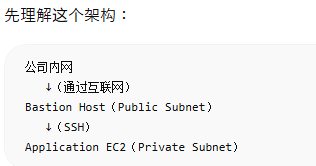 先理解这个架构：
公司内网
↓（通过互联网）
Bastion Host（Public Subnet）
↓（SSH）
Application EC2（Private Subnet）